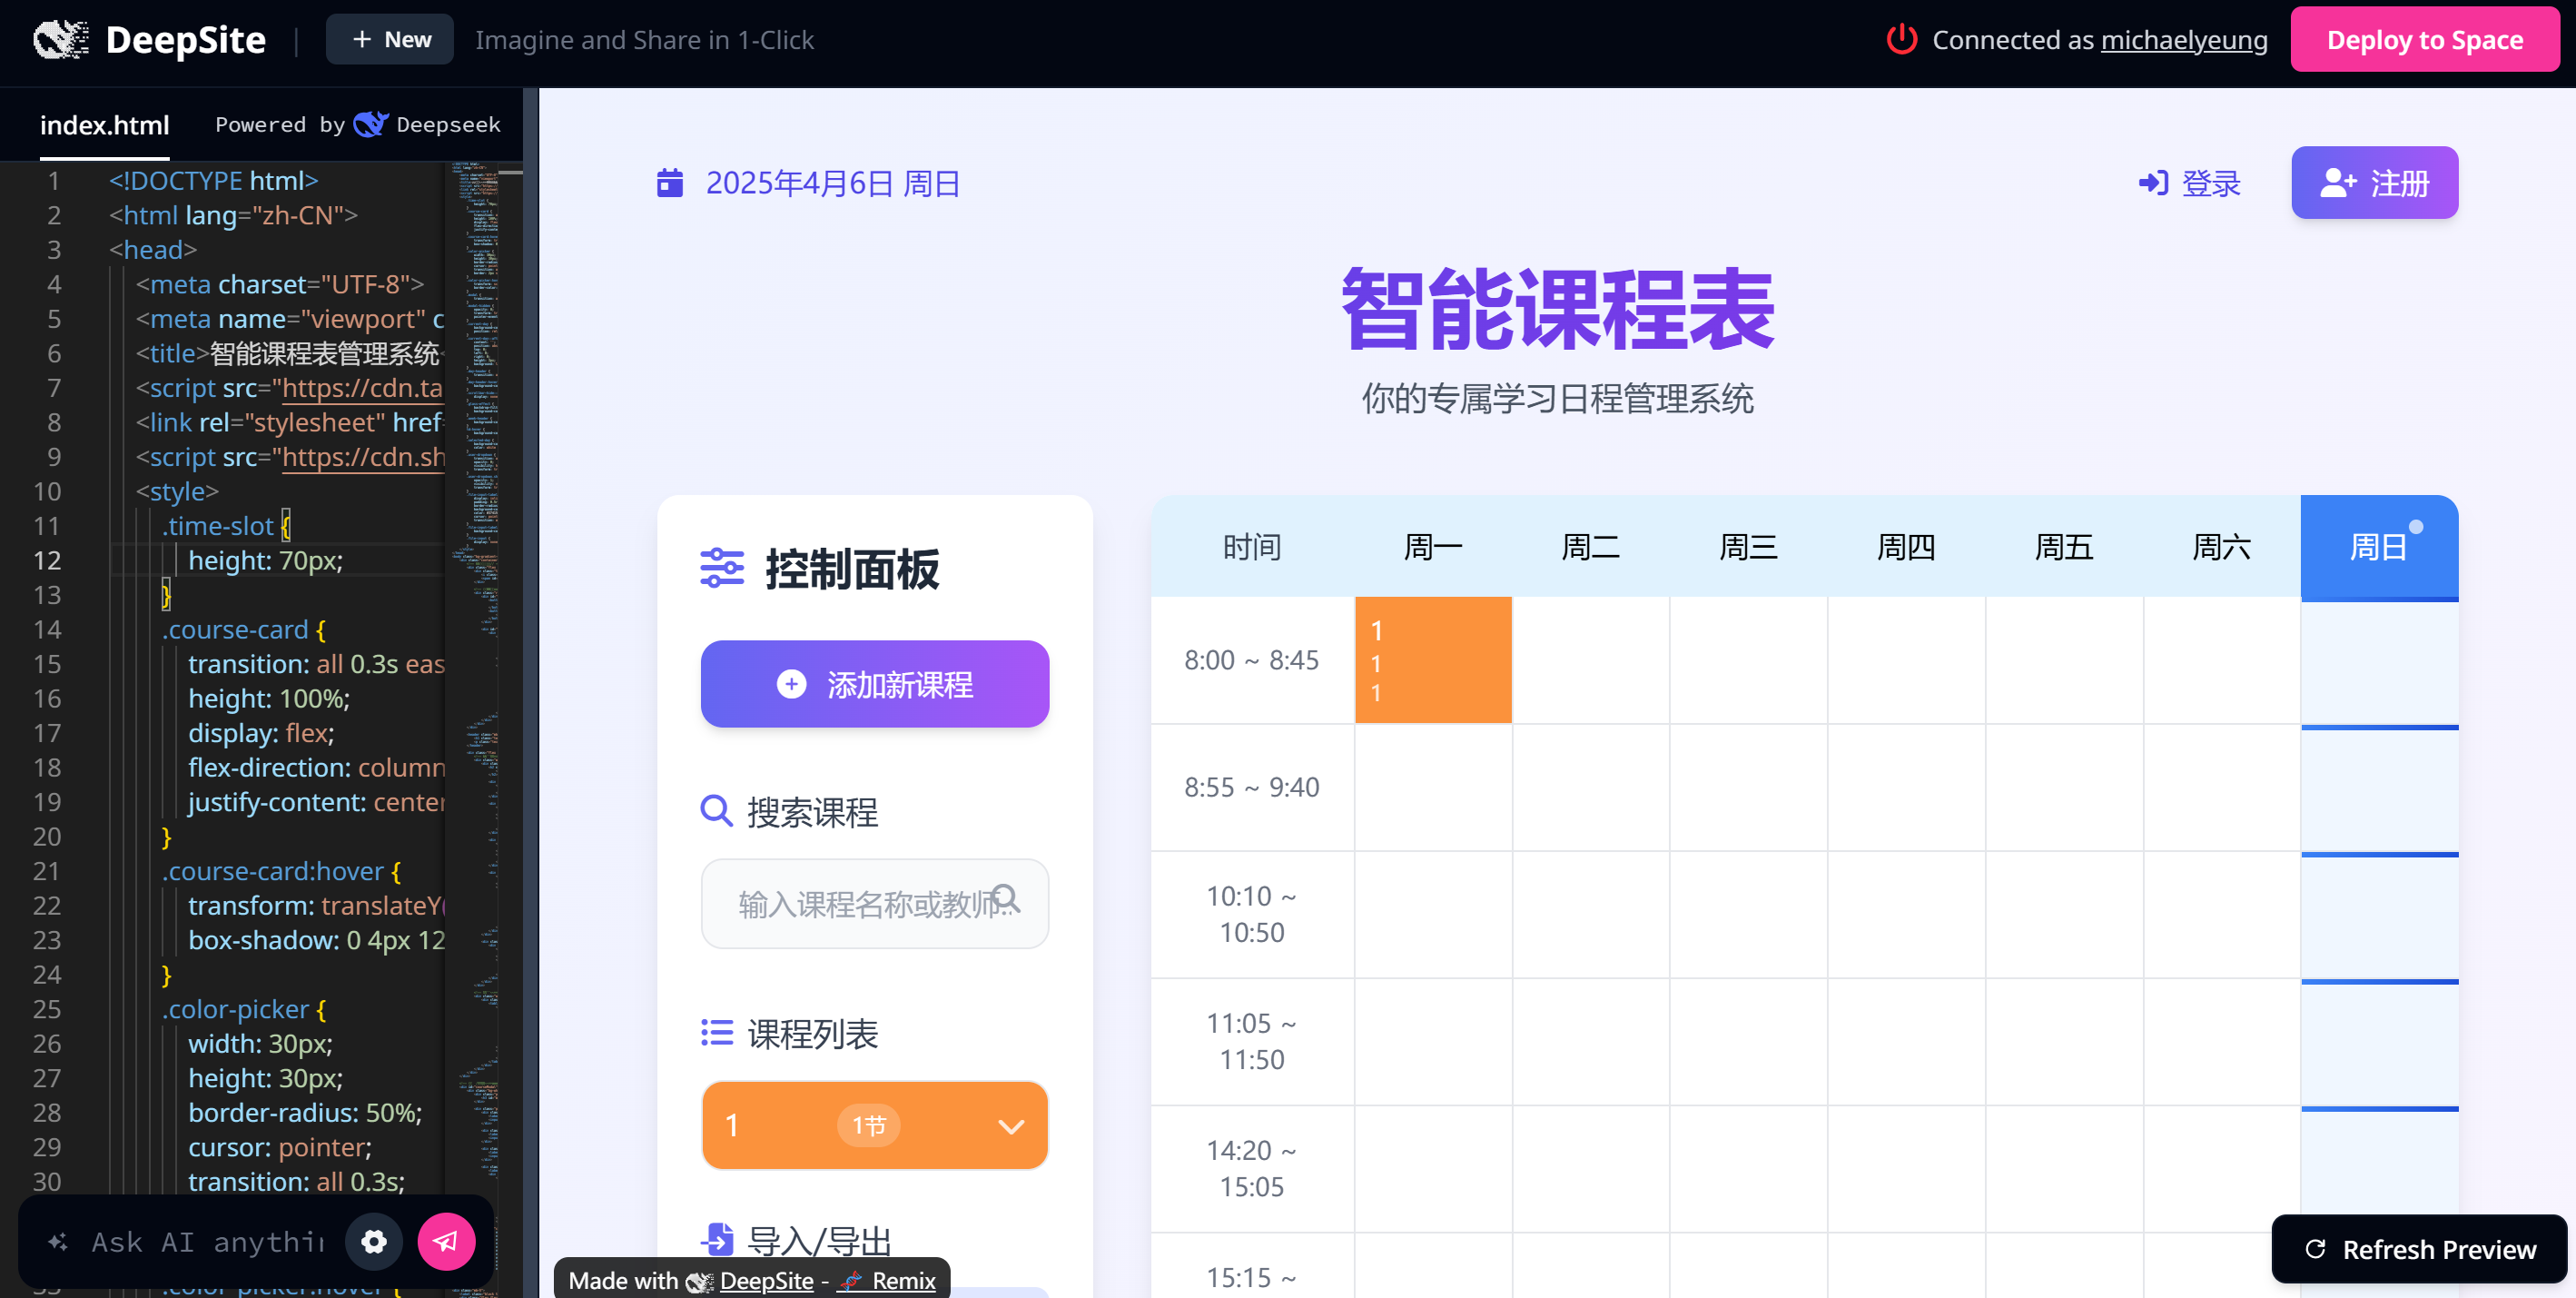 DeepSite
New
Imagine and Share in 1-Click
Connected as michaelyeung
Deploy to Space
index.html
Powered by Deepseek
1 <!DOCTYPE html>
2 <html lang="zh-CN">
3 <head>
4 <meta charset="UTF-8">
5 <meta name="viewport" c
6 <title>智能课程表管理系统<
7 <script src="https://cdn.ta
8 <link rel="stylesheet" href=
9 <script src="https://cdn.sh
10 <style>
11 .time-slot {
12 height: 70px;
13 }
14 .course-card {
15 transition: all 0.3s eas
16 height: 100%;
17 display: flex;
18 flex-direction: column
19 justify-content: center
20 }
21 .course-card:hover {
22 transform: translateY(
23 box-shadow: 0 4px 12
24 }
25 .color-picker {
26 width: 30px;
27 height: 30px;
28 border-radius: 50%;
29 cursor: pointer;
30 transition: all 0.3s;
Ask AI anythin
2025年4月6日 周日
登录
注册
智能课程表
你的专属学习日程管理系统
控制面板
添加新课程
搜索课程
输入课程名称或教师..
课程列表
1
1节
导入/导出
Made with DeepSite - Remix
时间 周一 周二 周三 周四 周五 周六 周日
8:00 ~ 8:45
1
1
1
8:55 ~ 9:40
10:10 ~
10:50
11:05 ~
11:50
14:20 ~
15:05
15:15 ~
Refresh Preview